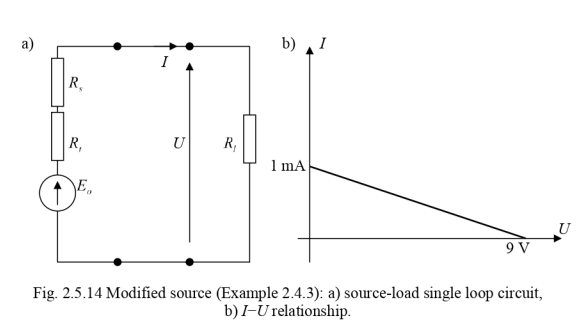 a)
b)
I
I
R_s
R_t
U
R_l
E_o
1 mA
9 V
U
Fig. 2.5.14 Modified source (Example 2.4.3): a) source-load single loop circuit,
b) I−U relationship.